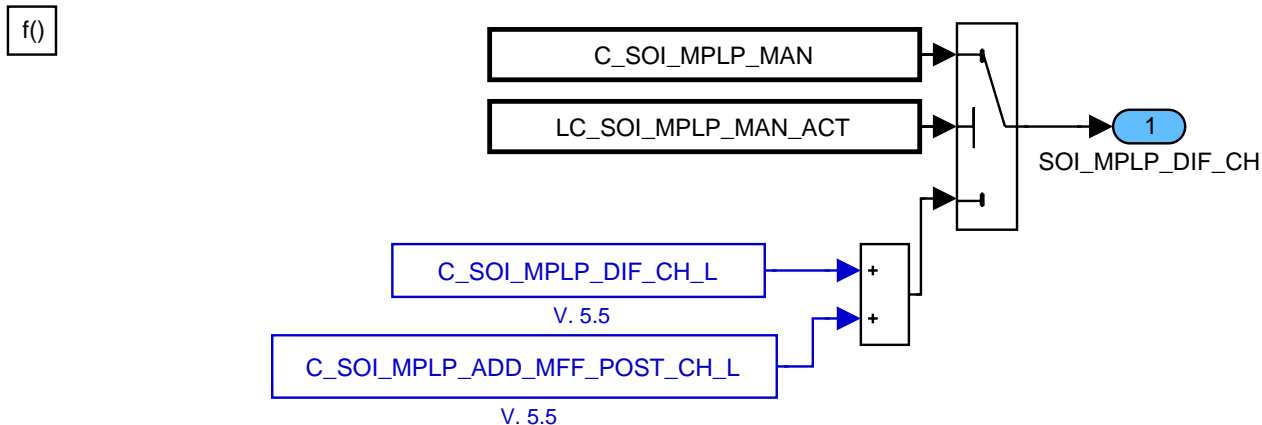 f()
C_SOI_MPLP_MAN
LC_SOI_MPLP_MAN_ACT
1
SOI_MPLP_DIF_CH
C_SOI_MPLP_DIF_CH_L
+
V. 5.5
+
C_SOI_MPLP_ADD_MFF_POST_CH_L
V. 5.5